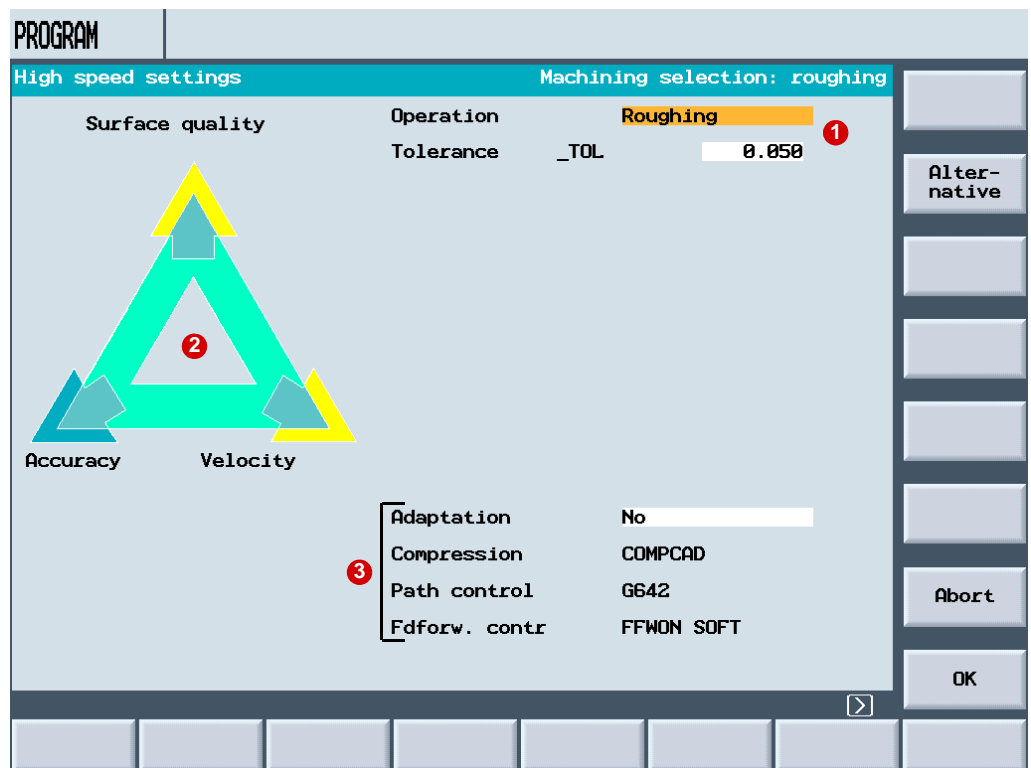 PROGRAM
High speed settings Machining selection: roughing
Surface quality
Operation Roughing
1
Tolerance _TOL 0.050
Alter-
native
2
Accuracy Velocity
Adaptation No
Compression COMPCAD
3
Path control G642
Fdforw. contr FFWON SOFT
Abort
OK